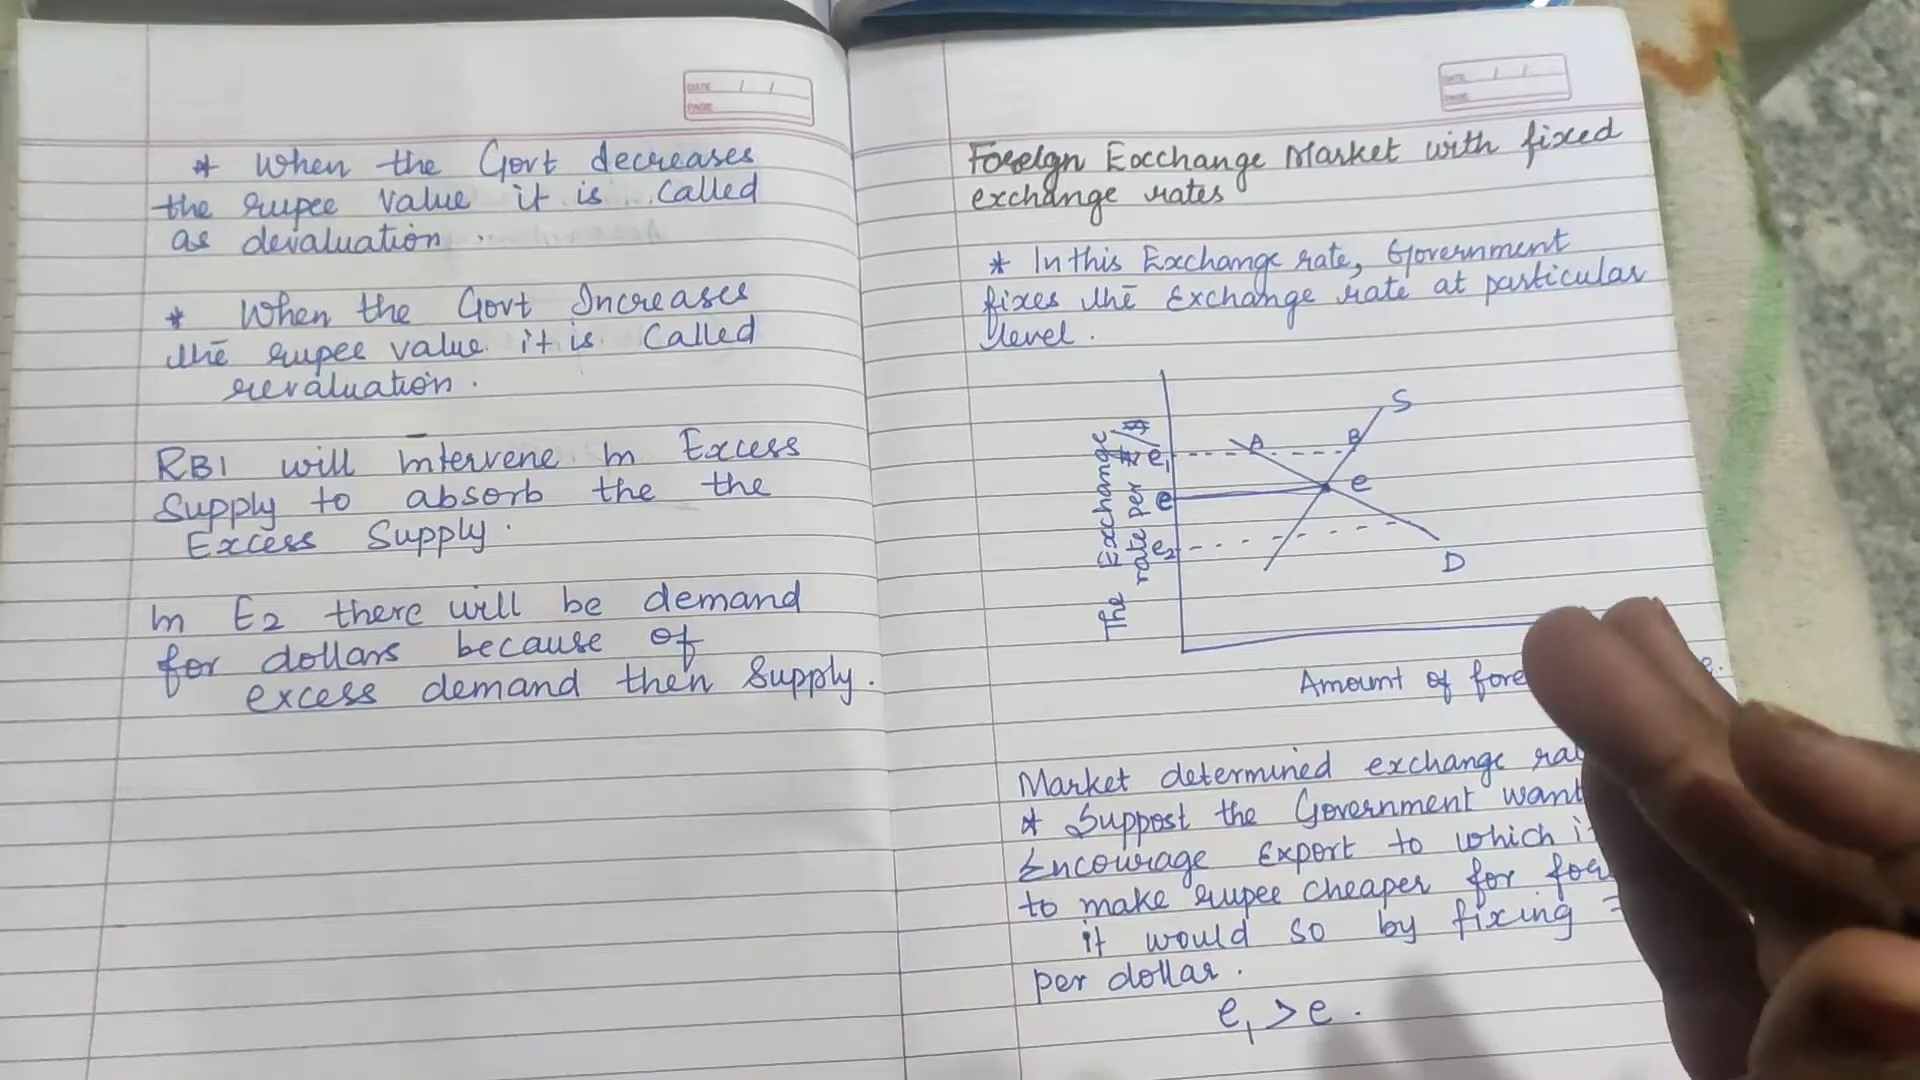 DATE / /
PAGE
* When the Govt decreases
the rupee value it is called
as devaluation.
* When the Govt Increases
the rupee value it is called
revaluation.
RBI will intervene in Excess
Supply to absorb the the
Excess Supply.
In E2 there will be demand
for dollars because of
excess demand then Supply.
DATE / /
PAGE
Foreign Exchange Market with fixed
exchange rates
* In this Exchange rate, Government
fixes the Exchange rate at particular
level.
The Exchange
rate per ₹/$
S
A
B
e1
e
e
e2
D
Amount of fore
Market determined exchange
* Suppost the Government want
Encourage Export to which
to make rupee cheaper for
it would so by fixing
per dollar.
e1 > e.